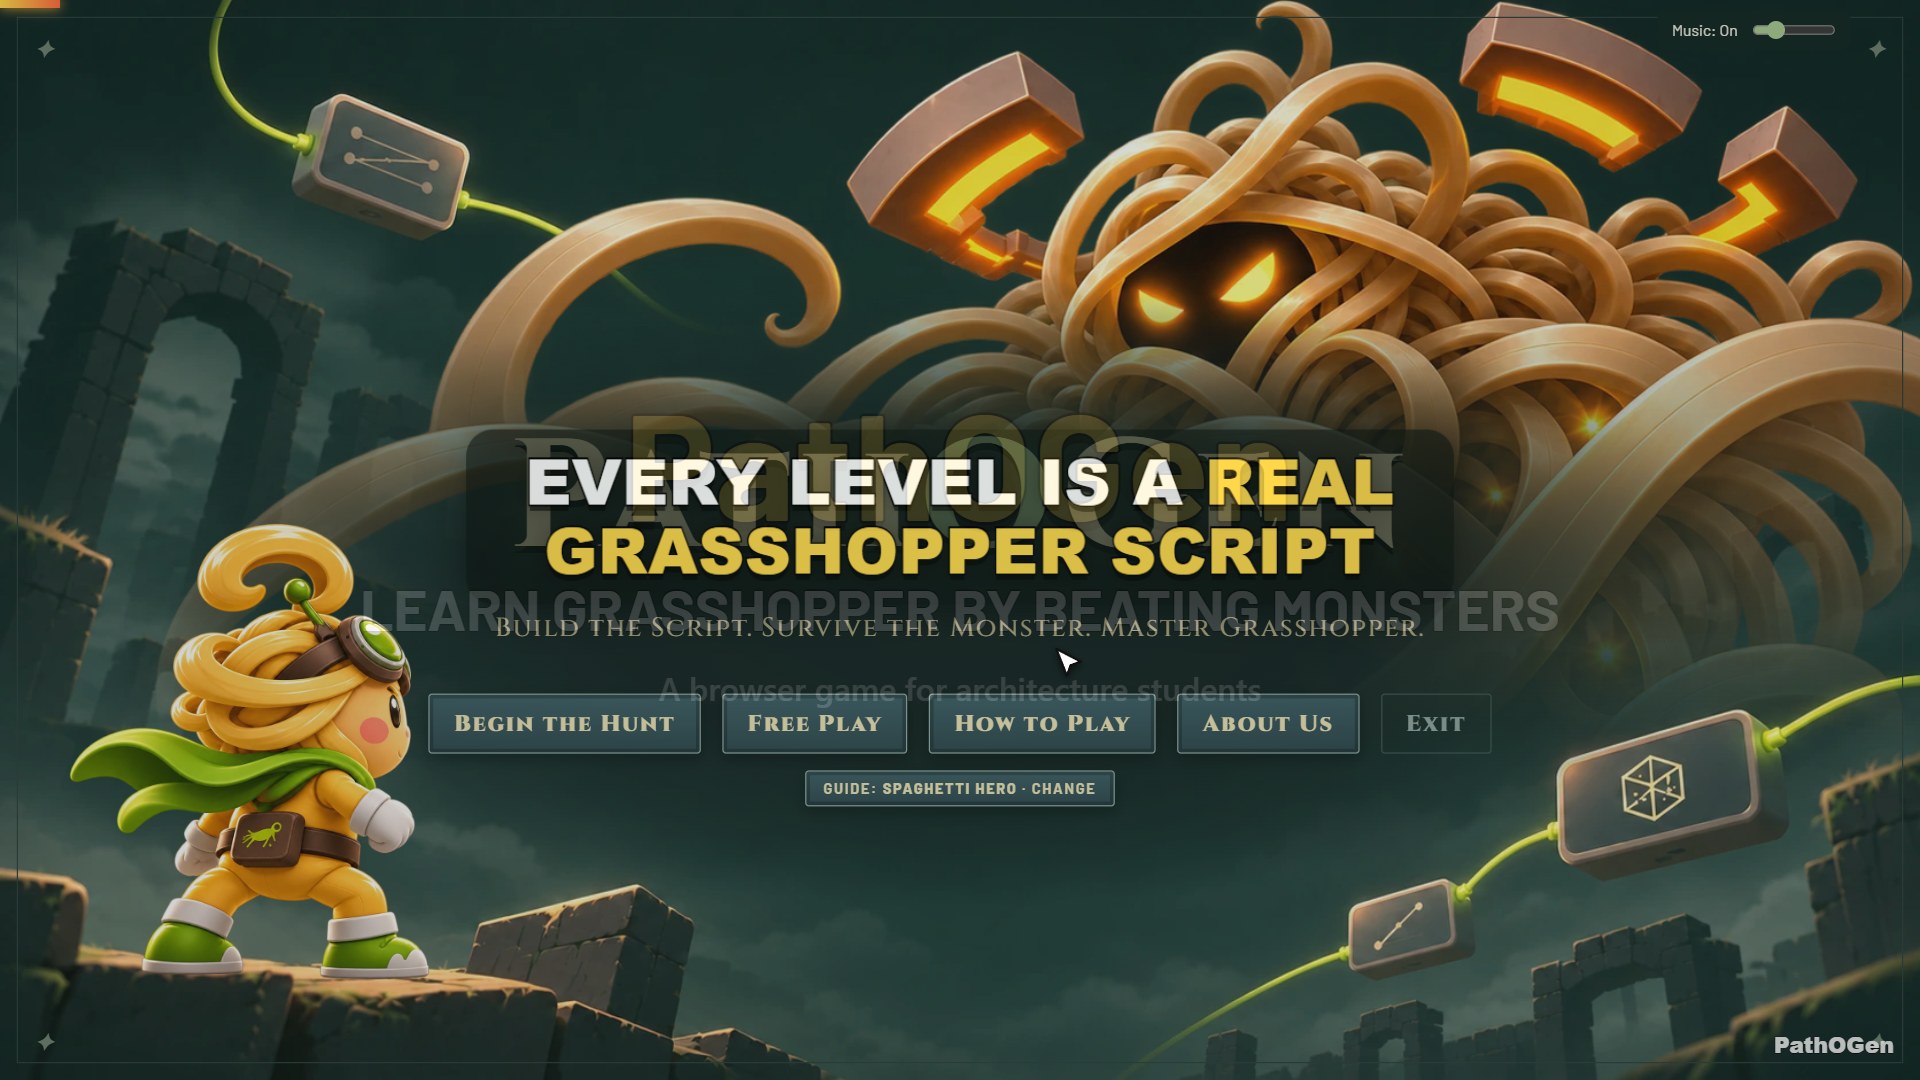 Music: On
PathOGen
PATHOGEN
EVERY LEVEL IS A REAL
GRASSHOPPER SCRIPT
LEARN GRASSHOPPER BY BEATING MONSTERS
BUILD THE SCRIPT. SURVIVE THE MONSTER. MASTER GRASSHOPPER.
A browser game for architecture students
BEGIN THE HUNT
FREE PLAY
HOW TO PLAY
ABOUT US
EXIT
GUIDE: SPAGHETTI HERO · CHANGE
PathOGen